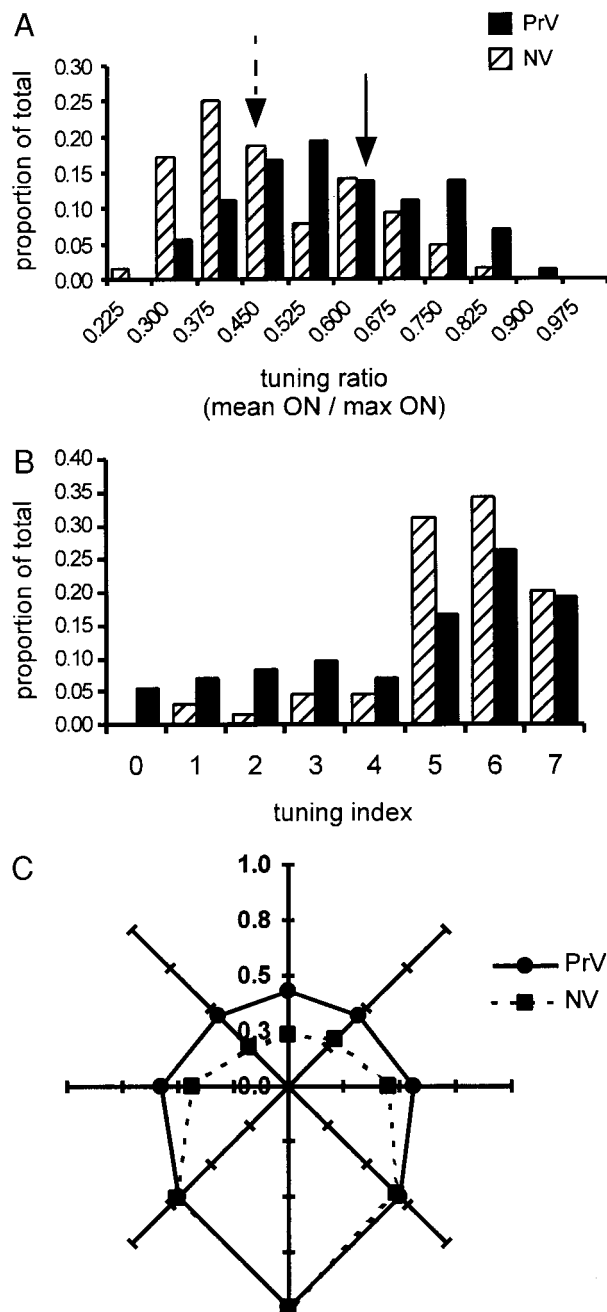 A
PrV
NV
proportion of total
0.30
0.25
0.20
0.15
0.10
0.05
0.00
0.225 0.300 0.375 0.450 0.525 0.600 0.675 0.750 0.825 0.900 0.975
tuning ratio
(mean ON / max ON)
B
proportion of total
0.40
0.35
0.30
0.25
0.20
0.15
0.10
0.05
0.00
0 1 2 3 4 5 6 7
tuning index
C
1.0
0.8
0.5
0.3
0.0
PrV
NV